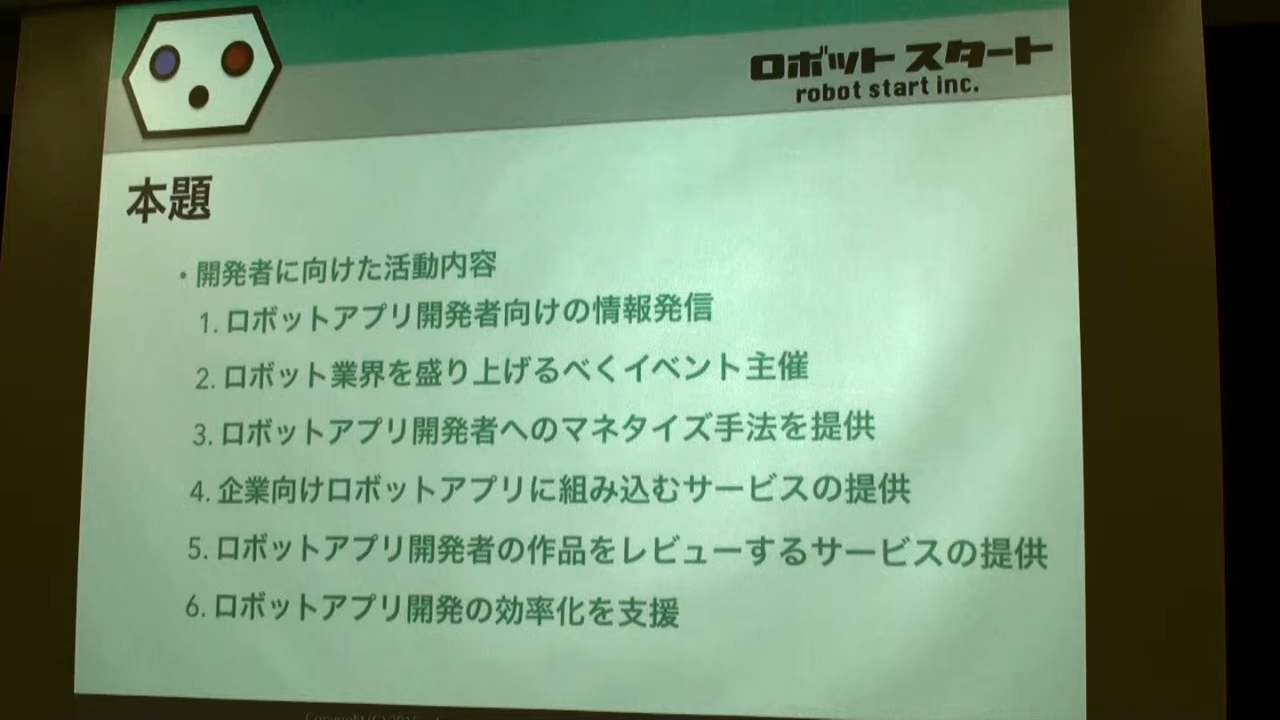 ロボットスタート
robot start inc.
本題
・開発者に向けた活動内容
1. ロボットアプリ開発者向けの情報発信
2. ロボット業界を盛り上げるべくイベント主催
3. ロボットアプリ開発者へのマネタイズ手法を提供
4. 企業向けロボットアプリに組み込むサービスの提供
5. ロボットアプリ開発者の作品をレビューするサービスの提供
6. ロボットアプリ開発の効率化を支援